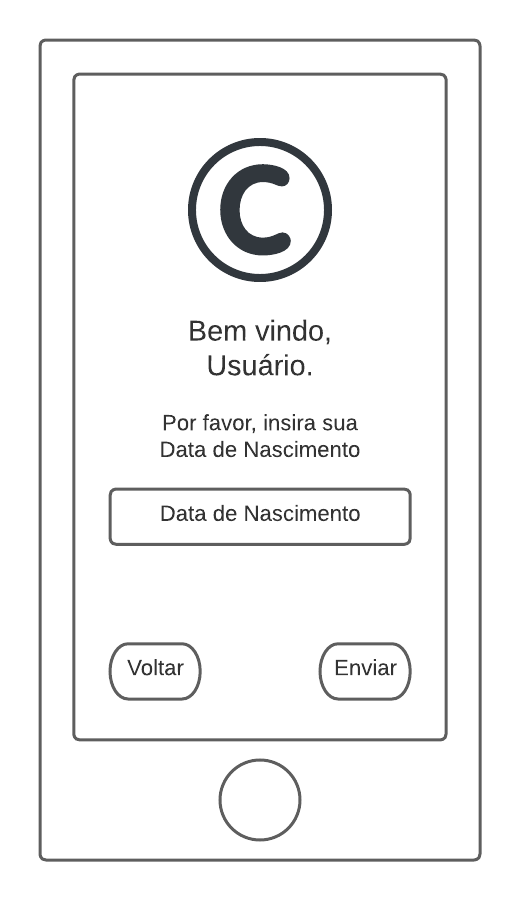 ©
Bem vindo,
Usuário.
Por favor, insira sua
Data de Nascimento
Data de Nascimento
Voltar
Enviar